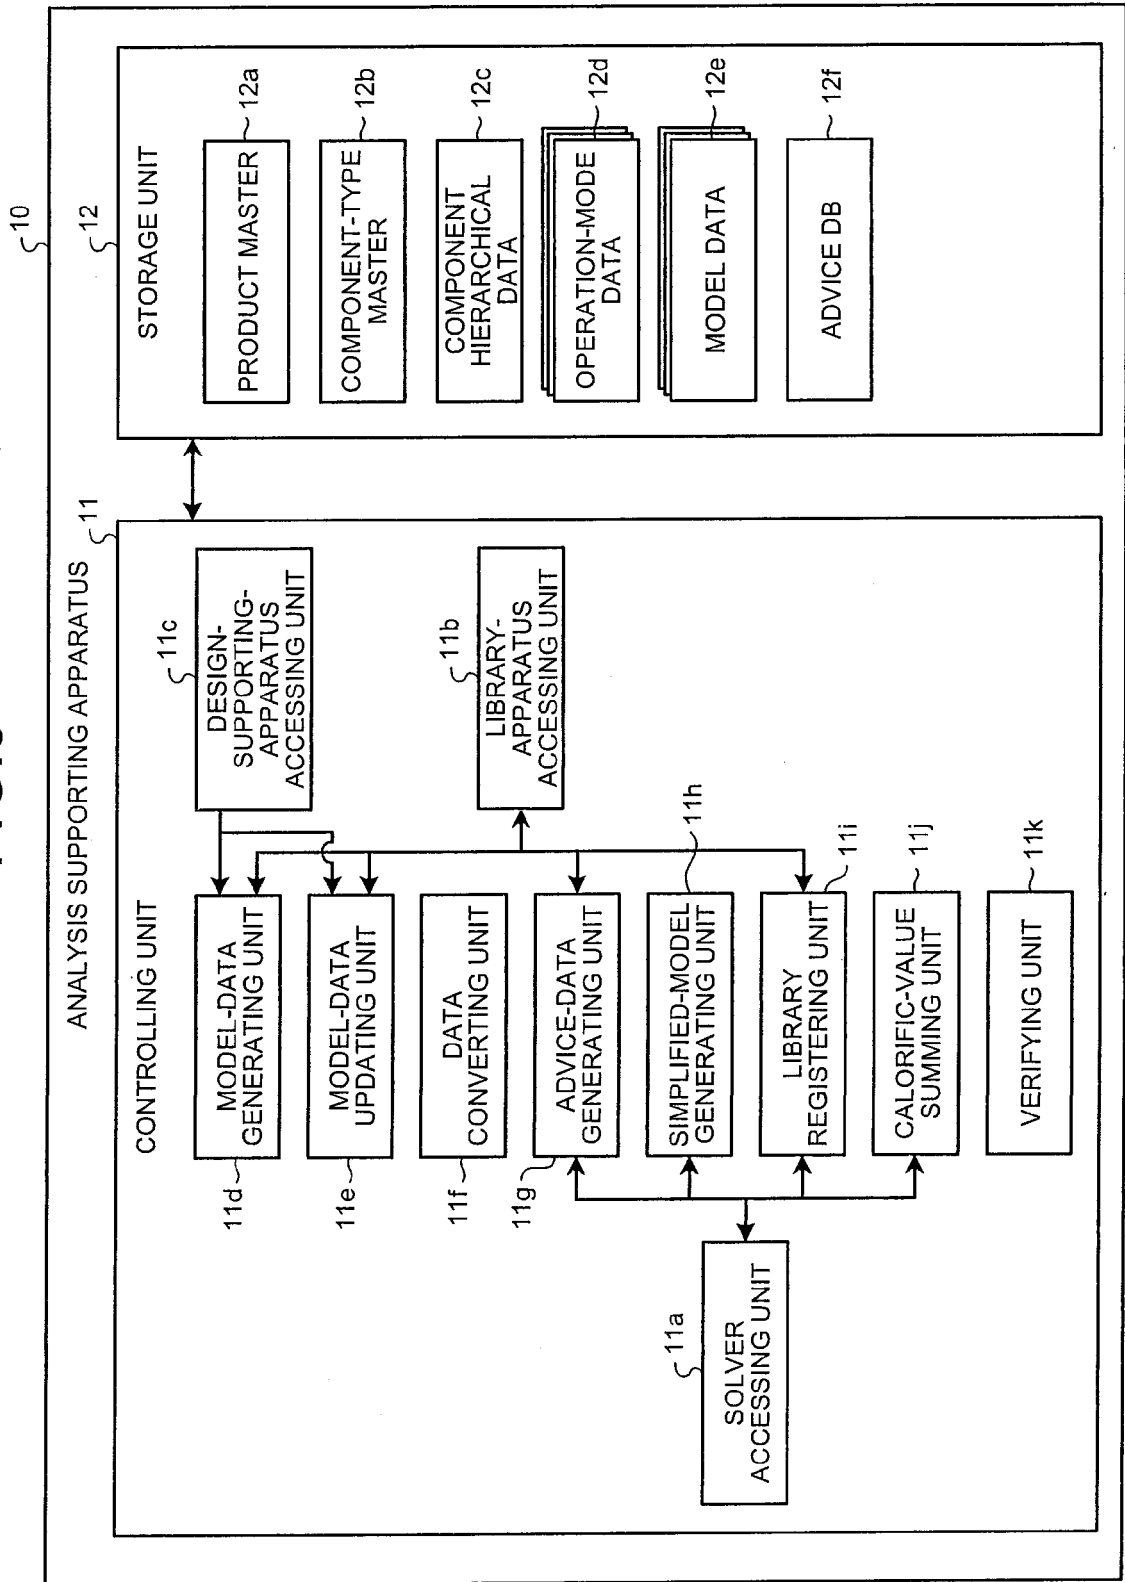 10
ANALYSIS SUPPORTING APPARATUS
11
CONTROLLING UNIT
11c
DESIGN-
SUPPORTING-
APPARATUS
ACCESSING UNIT
11b
LIBRARY-
APPARATUS
ACCESSING UNIT
MODEL-DATA
GENERATING UNIT
11d
MODEL-DATA
UPDATING UNIT
11e
DATA
CONVERTING UNIT
11f
ADVICE-DATA
GENERATING UNIT
11g
SIMPLIFIED-MODEL
GENERATING UNIT
11h
LIBRARY
REGISTERING UNIT
11i
CALORIFIC-VALUE
SUMMING UNIT
11j
VERIFYING UNIT
11k
11a
SOLVER
ACCESSING UNIT
12
STORAGE UNIT
PRODUCT MASTER
12a
COMPONENT-TYPE
MASTER
12b
COMPONENT
HIERARCHICAL
DATA
12c
OPERATION-MODE
DATA
12d
MODEL DATA
12e
ADVICE DB
12f